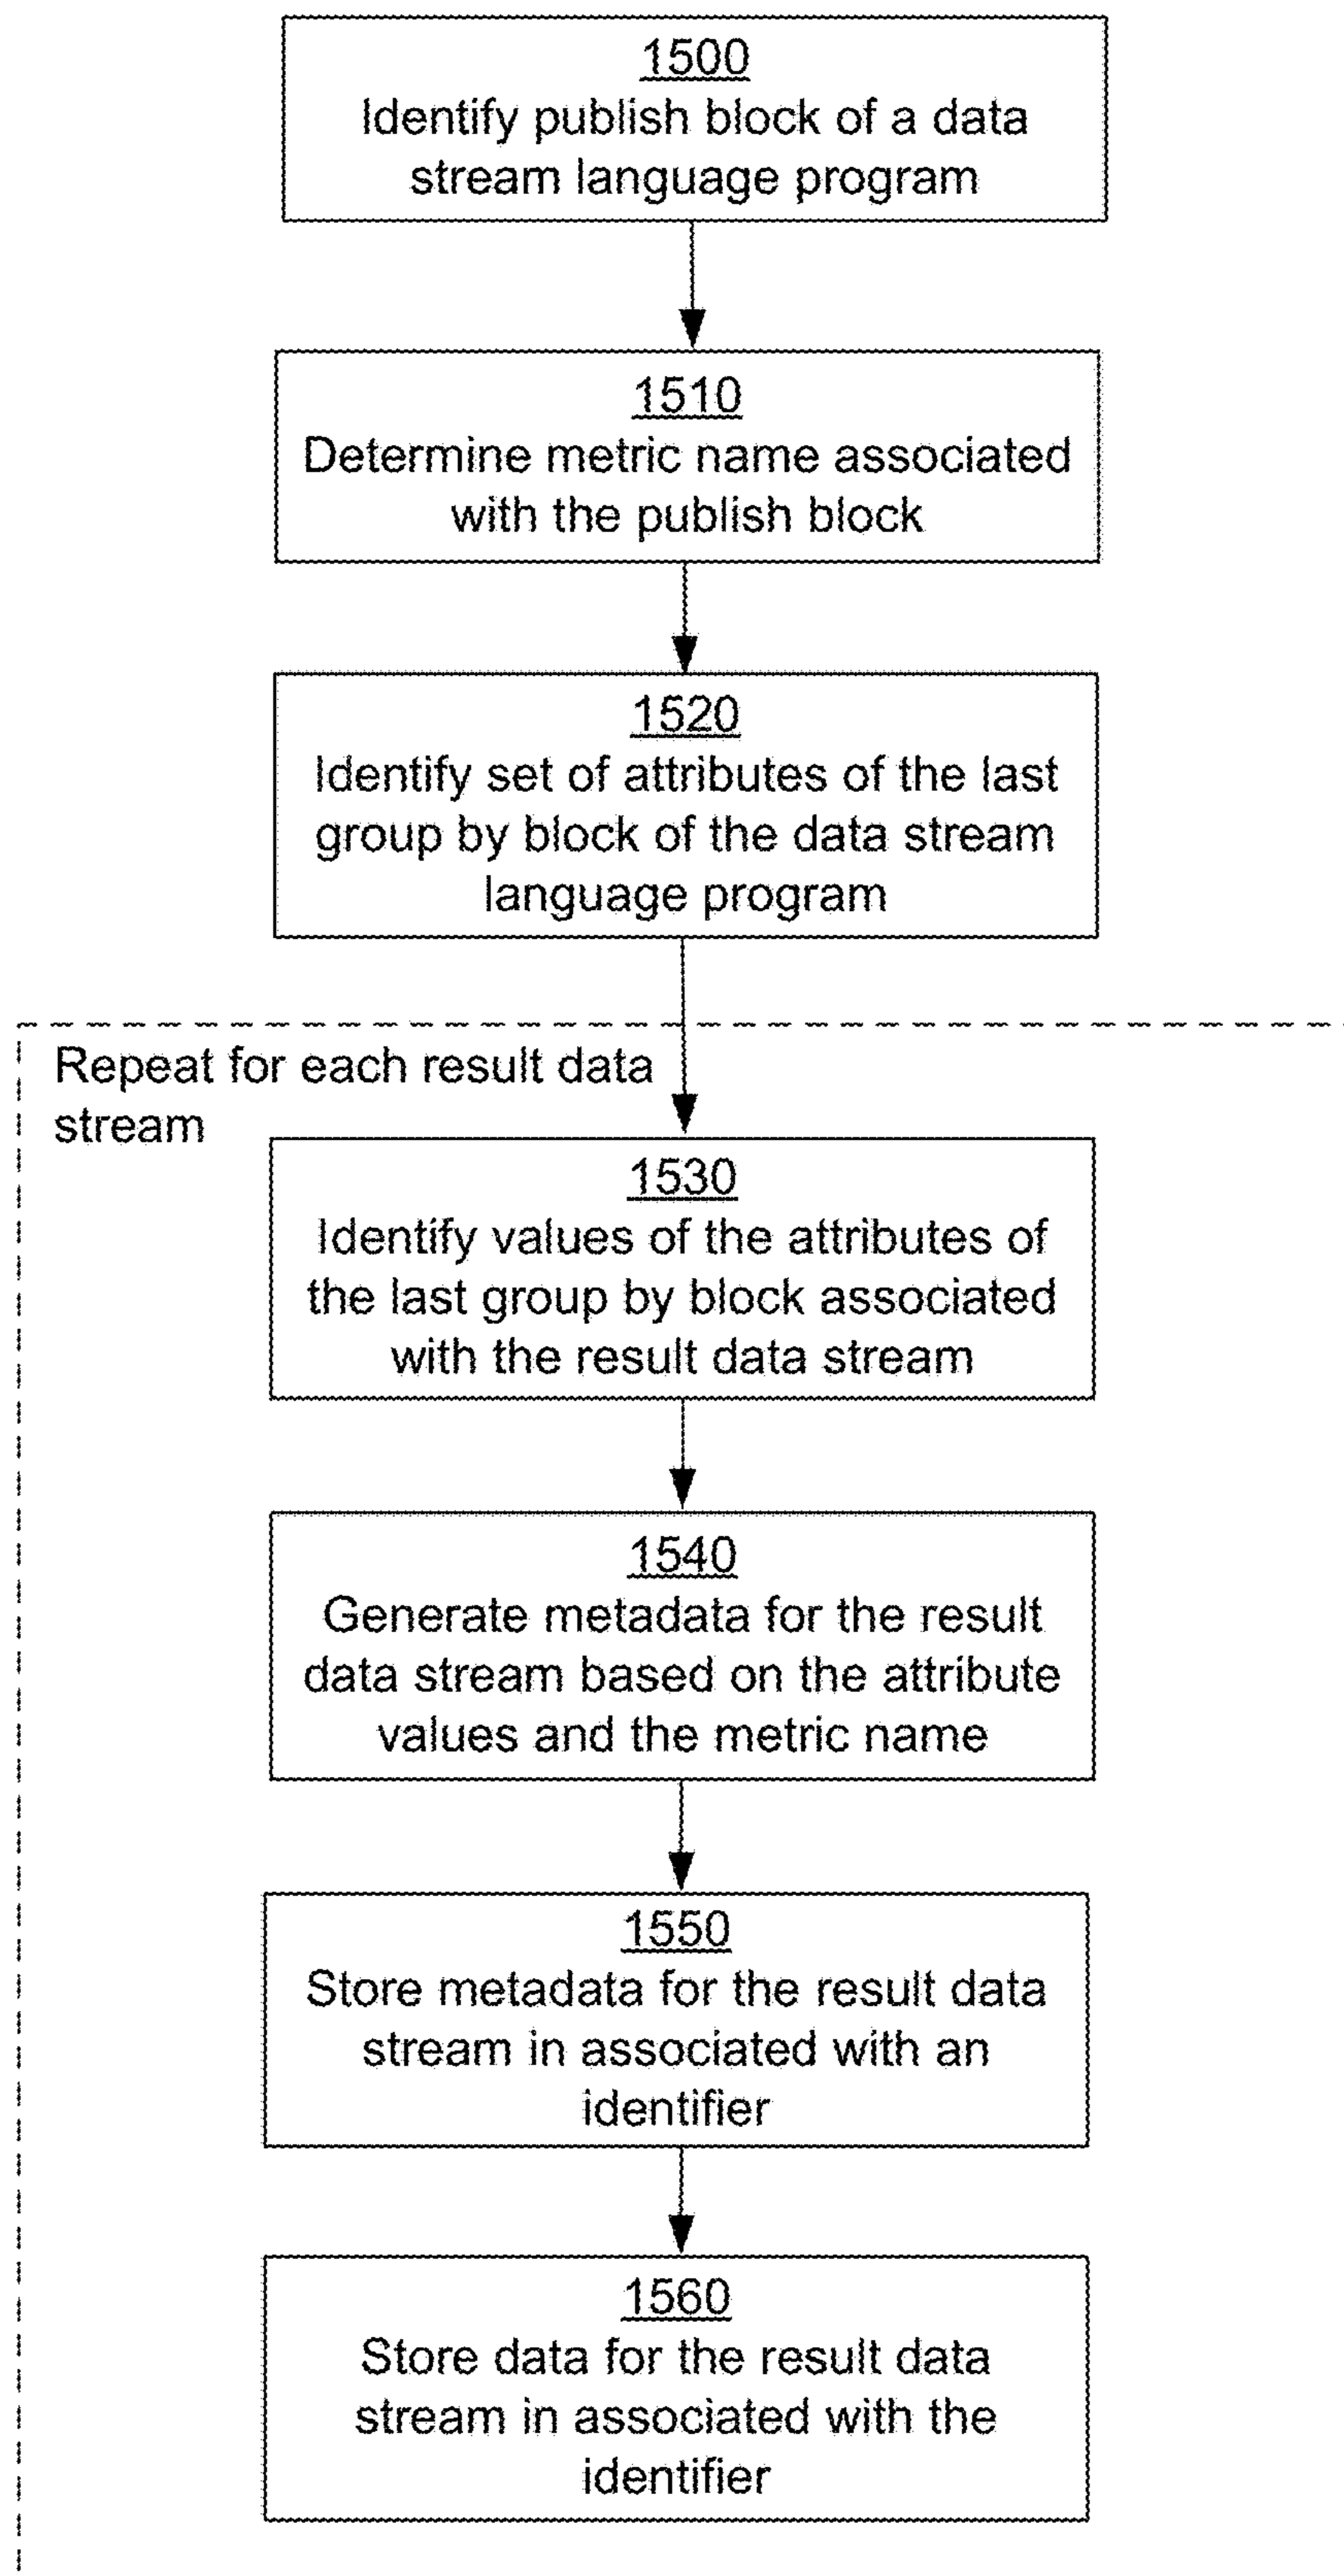 1500
Identify publish block of a data
stream language program
1510
Determine metric name associated
with the publish block
1520
Identify set of attributes of the last
group by block of the data stream
language program
Repeat for each result data
stream
1530
Identify values of the attributes of
the last group by block associated
with the result data stream
1540
Generate metadata for the result
data stream based on the attribute
values and the metric name
1550
Store metadata for the result data
stream in associated with an
identifier
1560
Store data for the result data
stream in associated with the
identifier